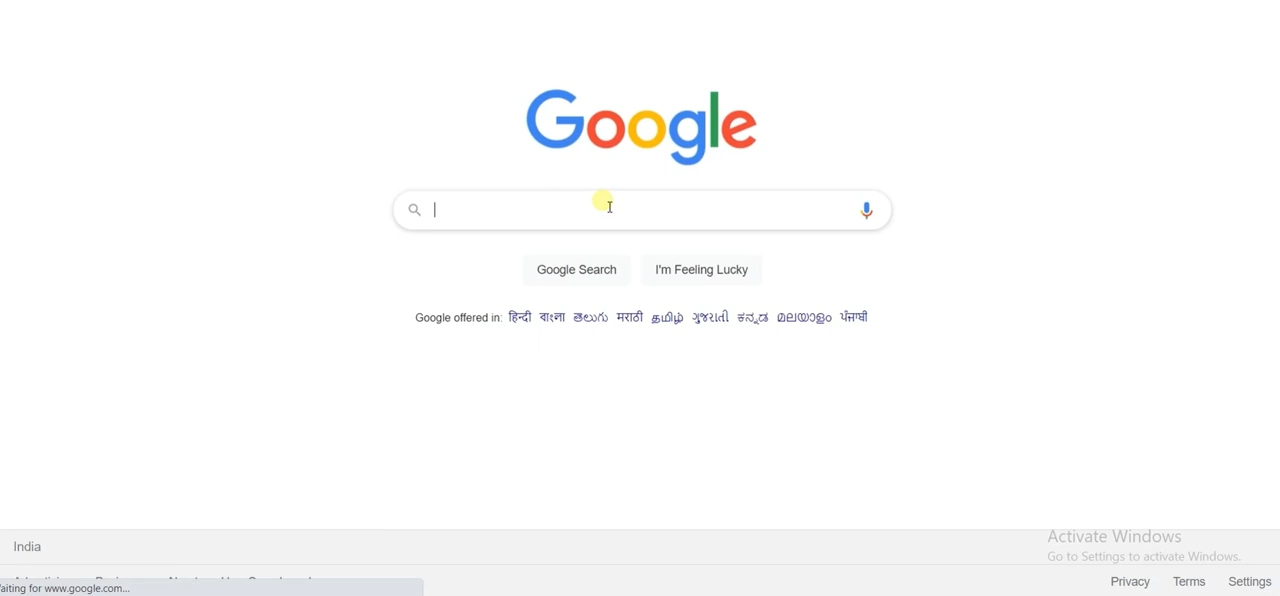 Google
Google Search I'm Feeling Lucky
Google offered in: हिन्दी বাংলা తెలుగు मराठी தமிழ் ગુજરાતી ಕನ್ನಡ മലയാളം ਪੰਜਾਬੀ
Activate Windows
India
Go to Settings to activate Windows.
Privacy Terms Settings
aiting for www.google.com...